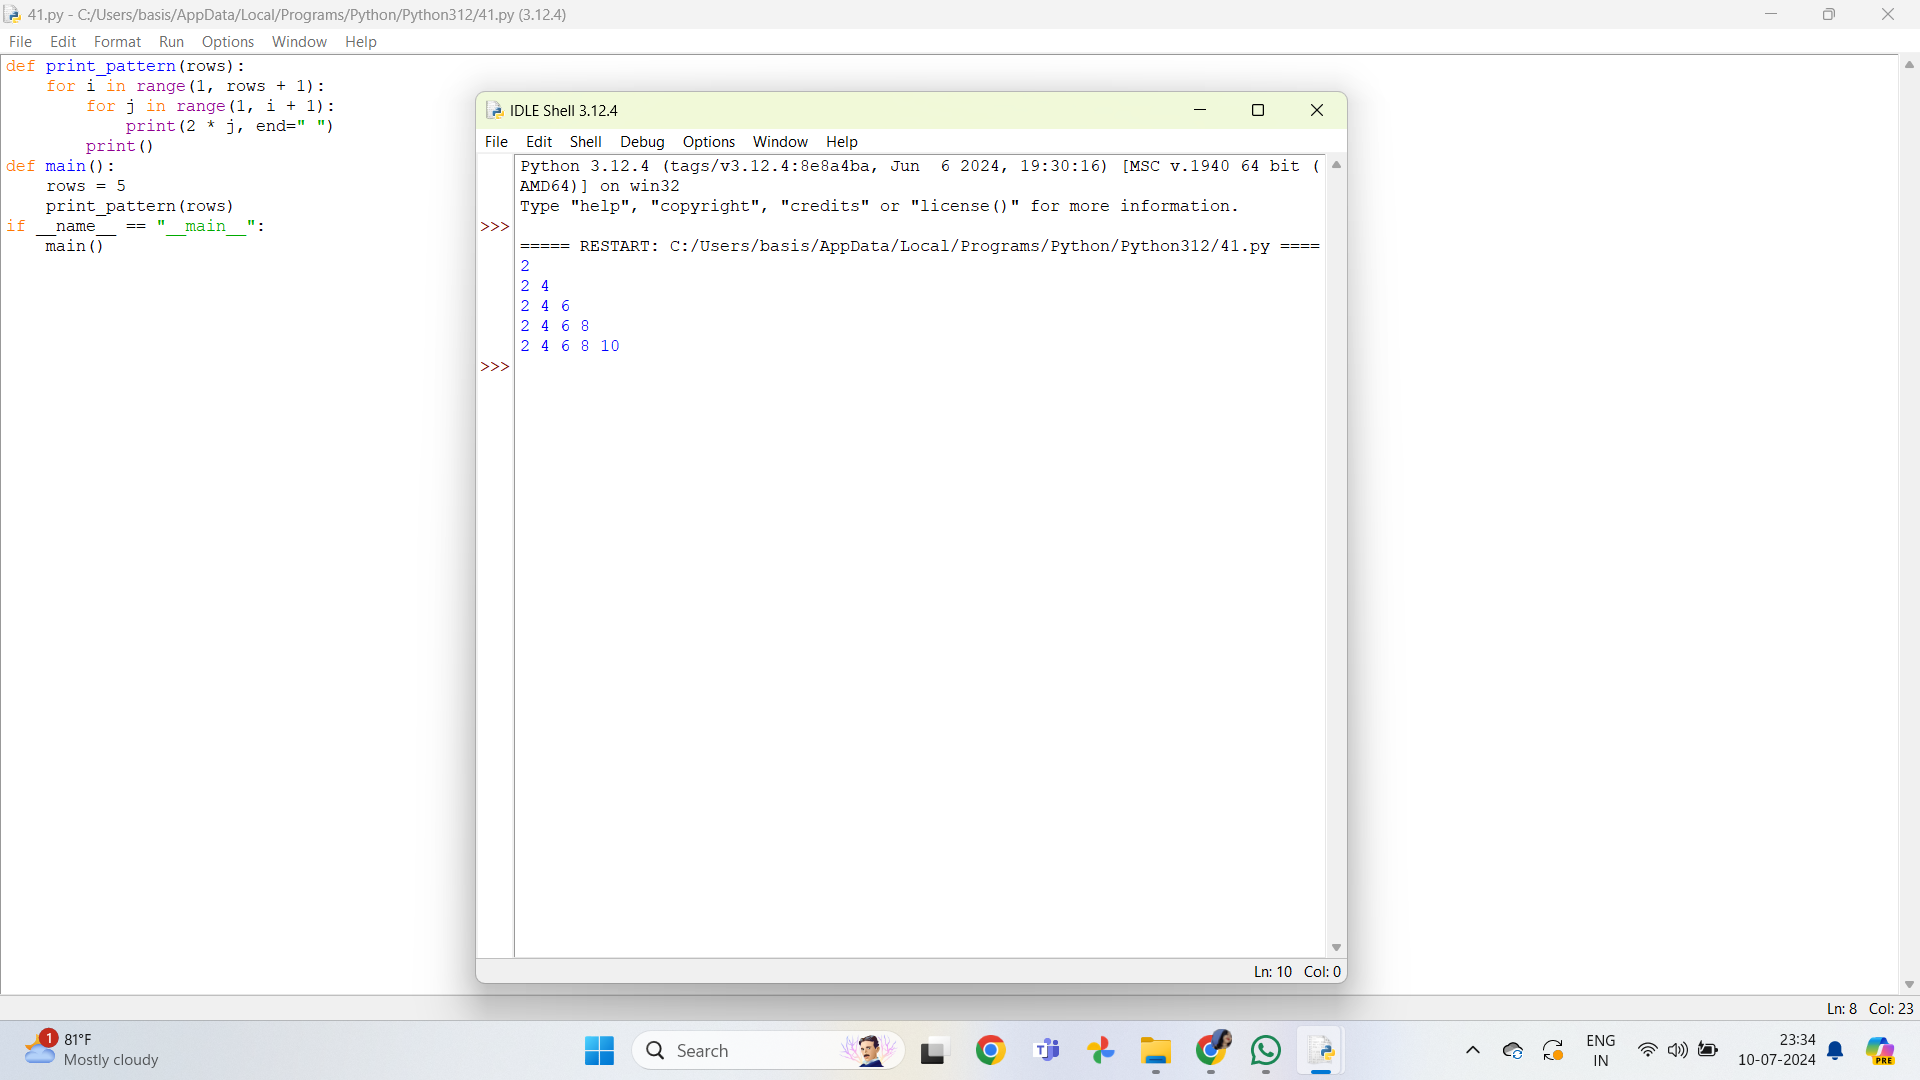 41.py - C:/Users/basis/AppData/Local/Programs/Python/Python312/41.py (3.12.4)
File Edit Format Run Options Window Help
def print_pattern(rows):
    for i in range(1, rows + 1):
        for j in range(1, i + 1):
            print(2 * j, end=" ")
        print()
def main():
    rows = 5
    print_pattern(rows)
if __name__ == "__main__":
    main()
IDLE Shell 3.12.4
File Edit Shell Debug Options Window Help
Python 3.12.4 (tags/v3.12.4:8e8a4ba, Jun  6 2024, 19:30:16) [MSC v.1940 64 bit (
AMD64)] on win32
Type "help", "copyright", "credits" or "license()" for more information.
>>>
===== RESTART: C:/Users/basis/AppData/Local/Programs/Python/Python312/41.py ====
2
2 4
2 4 6
2 4 6 8
2 4 6 8 10
>>>
Ln: 10 Col: 0
Ln: 8 Col: 23
1
81°F
Mostly cloudy
Search
ENG
IN
23:34
10-07-2024
PRE